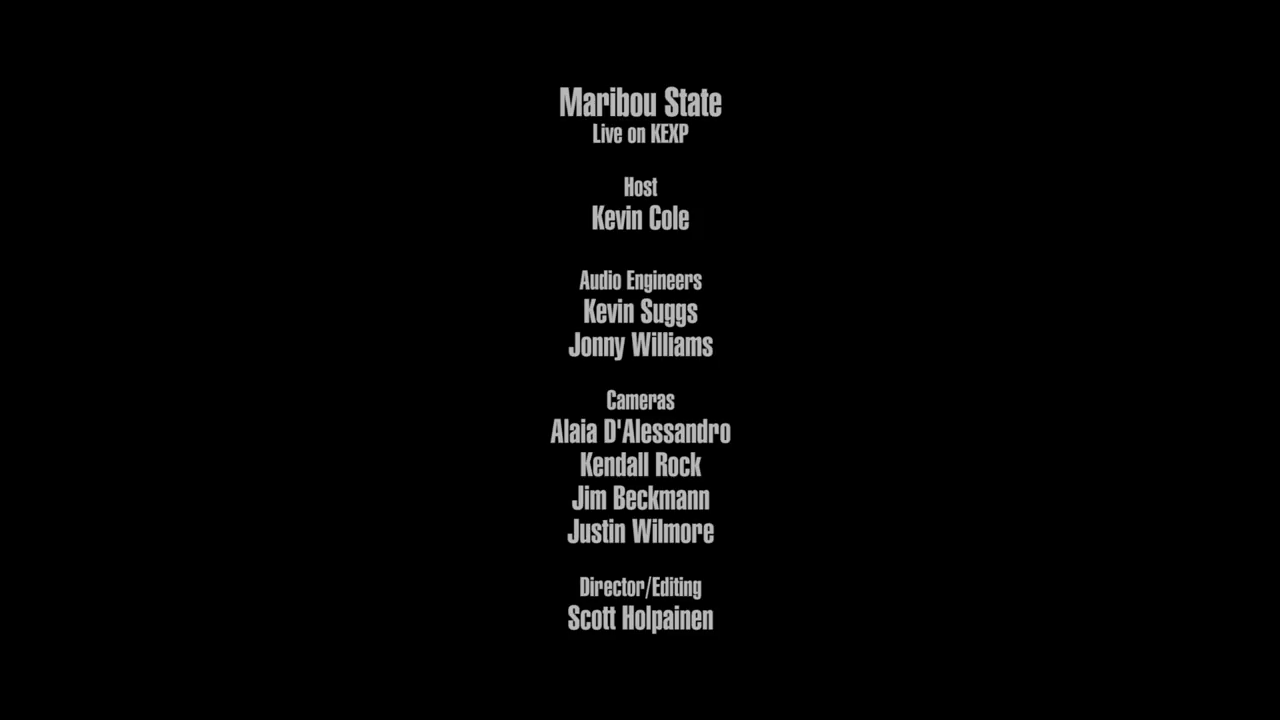 Maribou State
Live on KEXP
Host
Kevin Cole
Audio Engineers
Kevin Suggs
Jonny Williams
Cameras
Alaia D'Alessandro
Kendall Rock
Jim Beckmann
Justin Wilmore
Director/Editing
Scott Holpainen